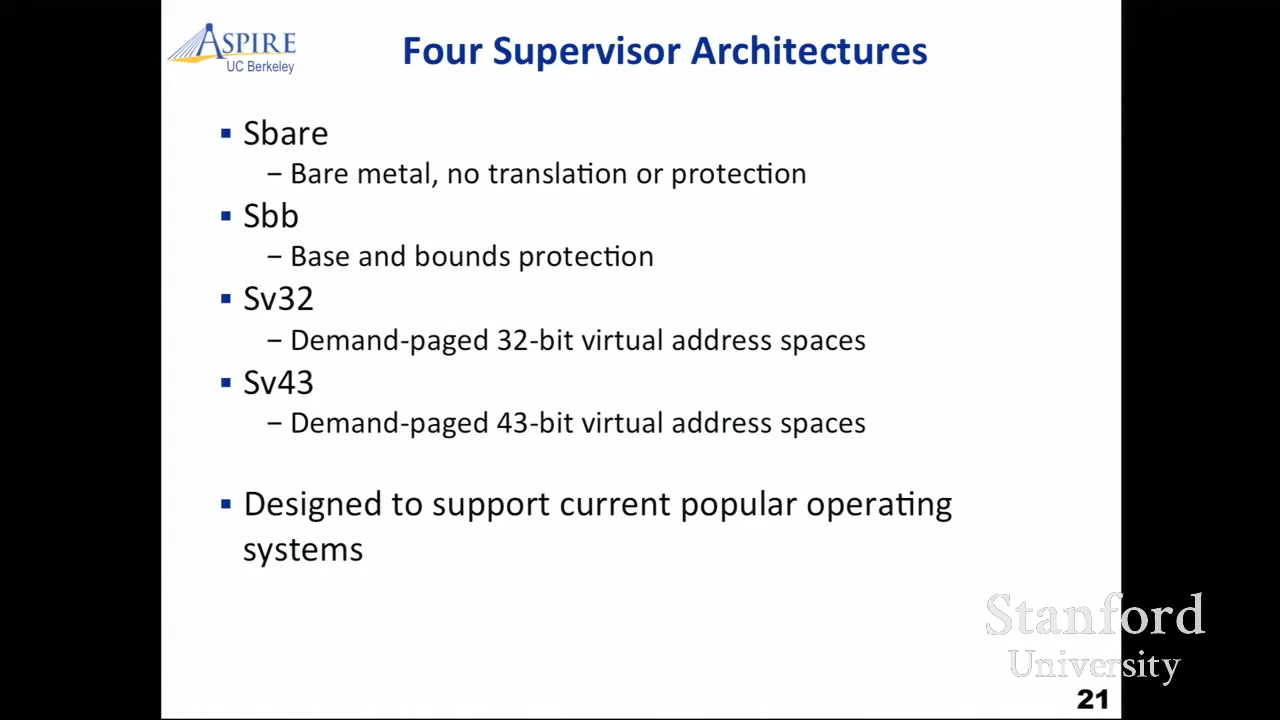 ASPIRE
UC Berkeley
Four Supervisor Architectures
▪ Sbare
– Bare metal, no translation or protection
▪ Sbb
– Base and bounds protection
▪ Sv32
– Demand-paged 32-bit virtual address spaces
▪ Sv43
– Demand-paged 43-bit virtual address spaces
▪ Designed to support current popular operating
systems
Stanford
University
21